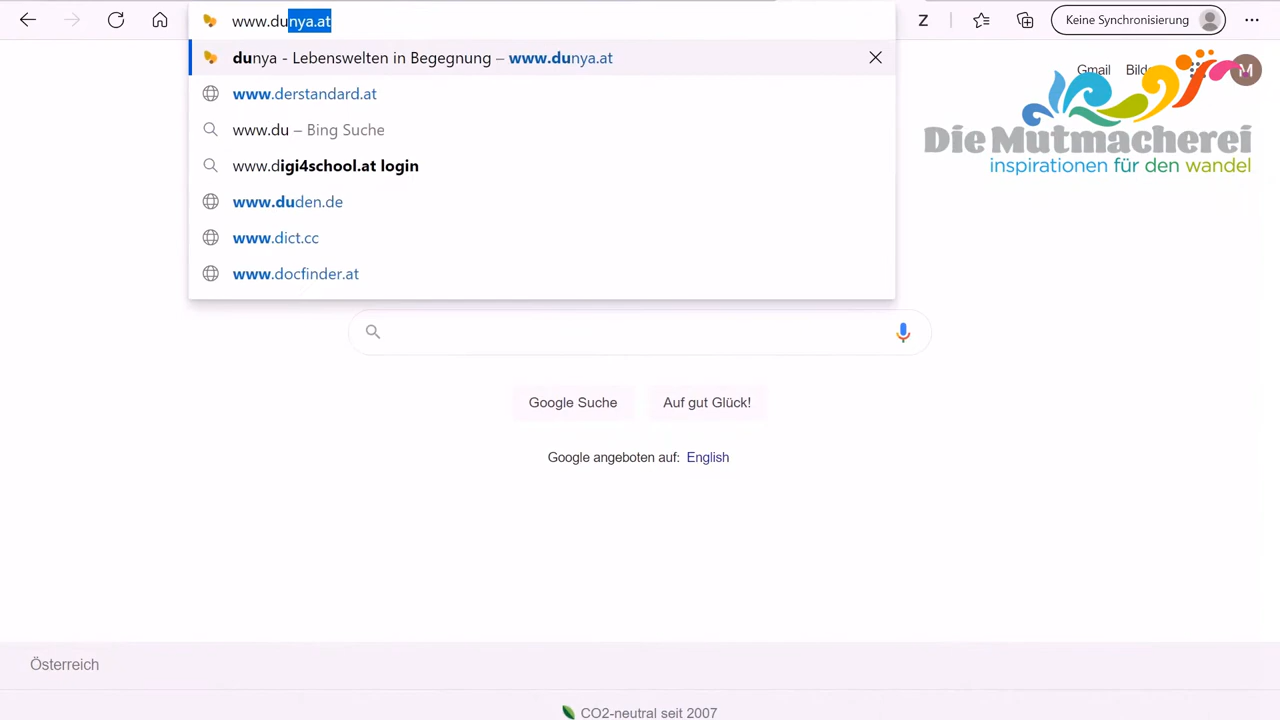 www.dunya.at
Z
Keine Synchronisierung
dunya - Lebenswelten in Begegnung – www.dunya.at
www.derstandard.at
www.du – Bing Suche
www.digi4school.at login
www.duden.de
www.dict.cc
www.docfinder.at
Gmail
M
Die Mutmacherei
inspirationen für den wandel
Google Suche
Auf gut Glück!
Google angeboten auf: English
Österreich
CO2-neutral seit 2007